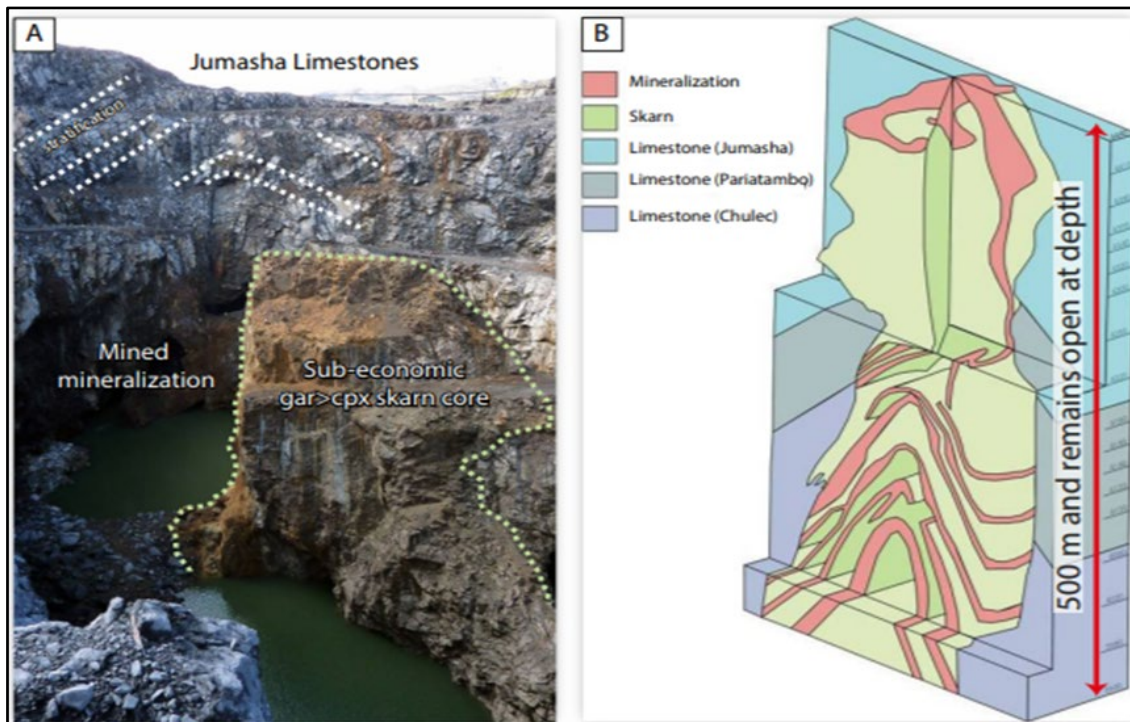 A
Jumasha Limestones
stratification
Mined
mineralization
Sub-economic
gar>cpx skarn core
B
Mineralization
Skarn
Limestone (Jumasha)
Limestone (Pariatambo)
Limestone (Chulec)
500 m and remains open at depth